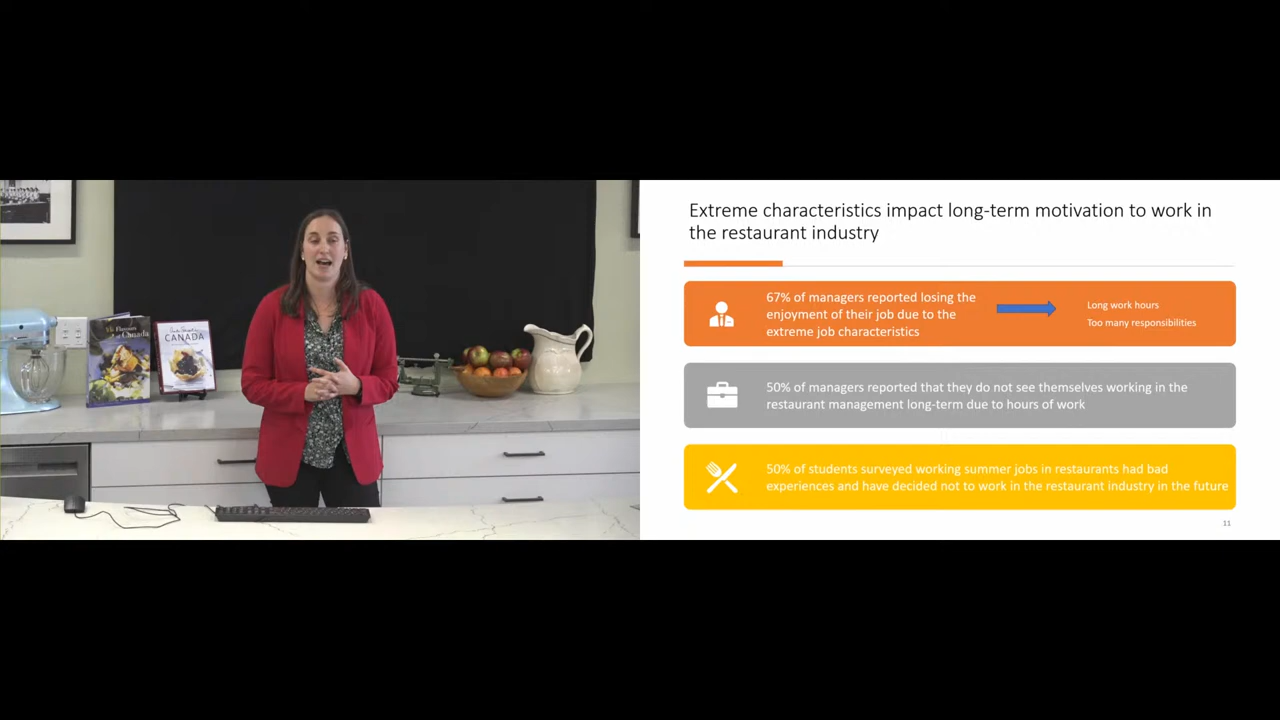 Flavours
of Canada
CANADA
Extreme characteristics impact long-term motivation to work in
the restaurant industry
67% of managers reported losing the
enjoyment of their job due to the
extreme job characteristics
Long work hours
Too many responsibilities
50% of managers reported that they do not see themselves working in the
restaurant management long-term due to hours of work
50% of students surveyed working summer jobs in restaurants had bad
experiences and have decided not to work in the restaurant industry in the future
11